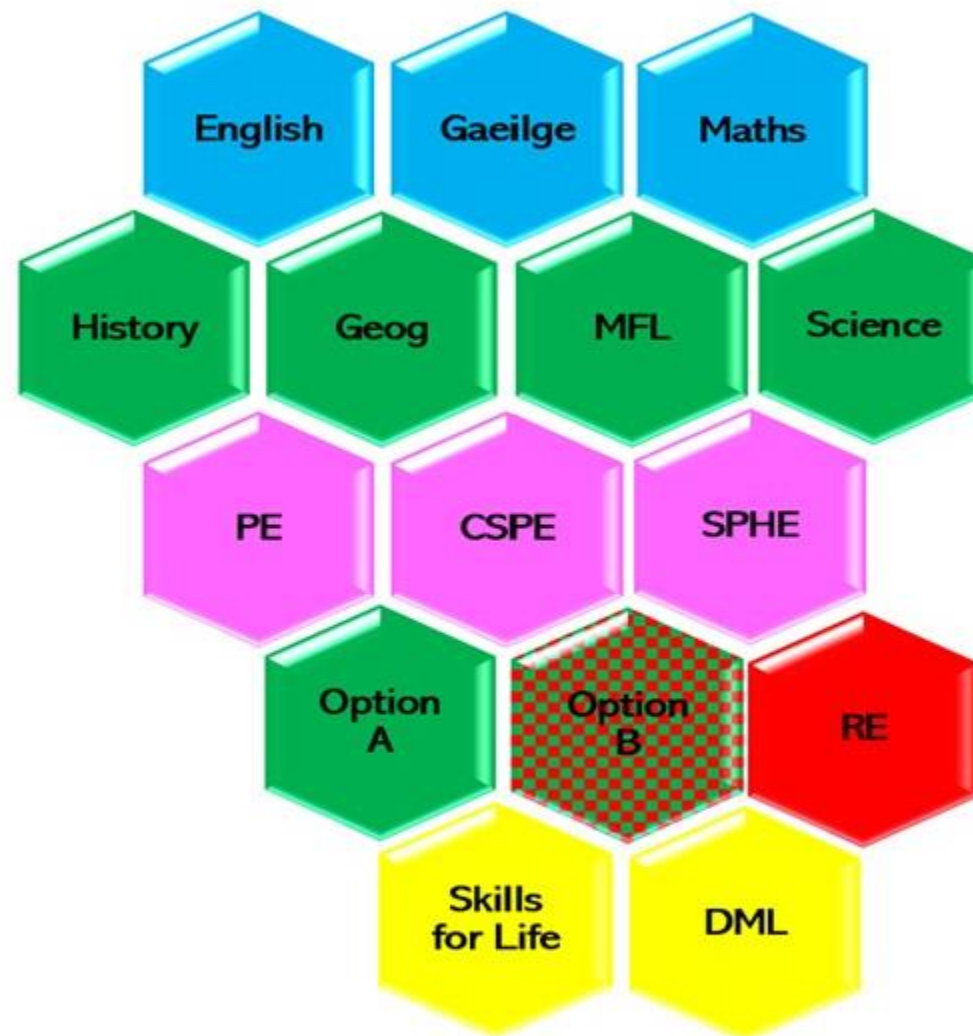 English
Gaeilge
Maths
History
Geog
MFL
Science
PE
CSPE
SPHE
Option
A
Option
B
RE
Skills
for Life
DML